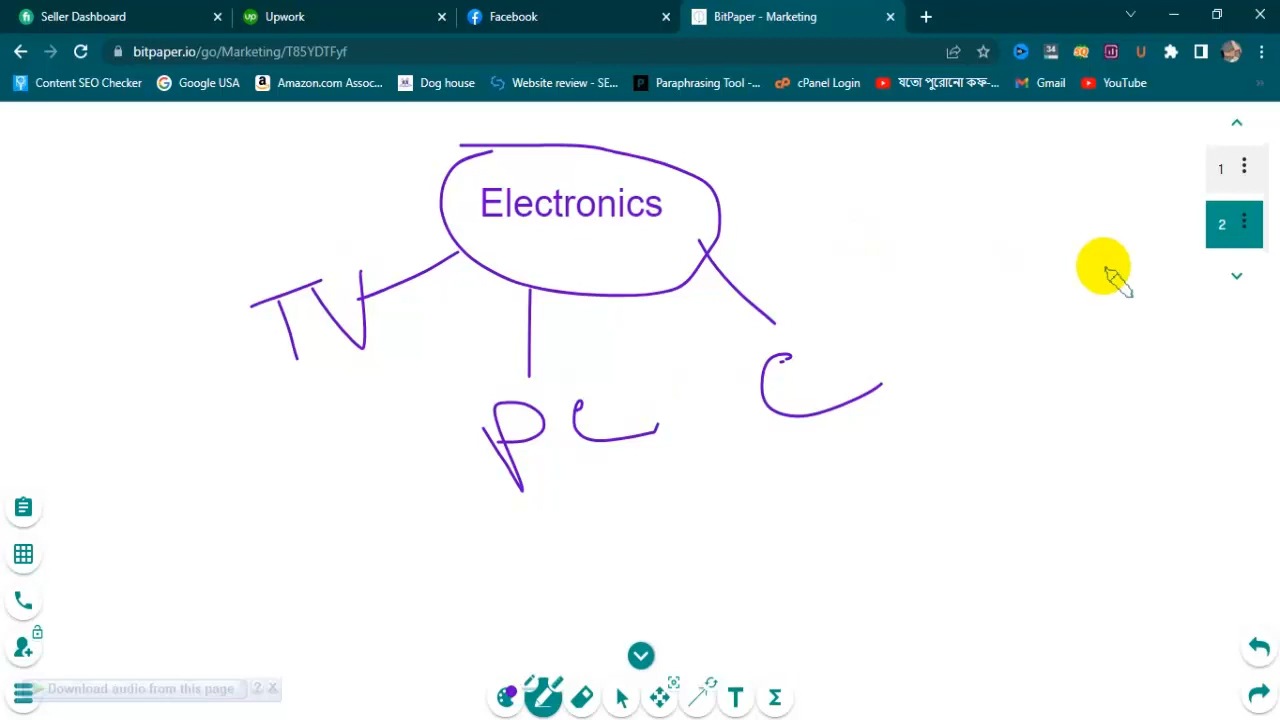 Seller Dashboard
Upwork
Facebook
BitPaper - Marketing
bitpaper.io/go/Marketing/T85YDTFyf
34
Content SEO Checker
Google USA
Amazon.com Assoc...
Dog house
Website review - SE...
Paraphrasing Tool -...
cPanel Login
যতো পুরোনো কফ-...
Gmail
YouTube
1
Electronics
2
TV
C
PC
Download audio from this page
? x
T Σ